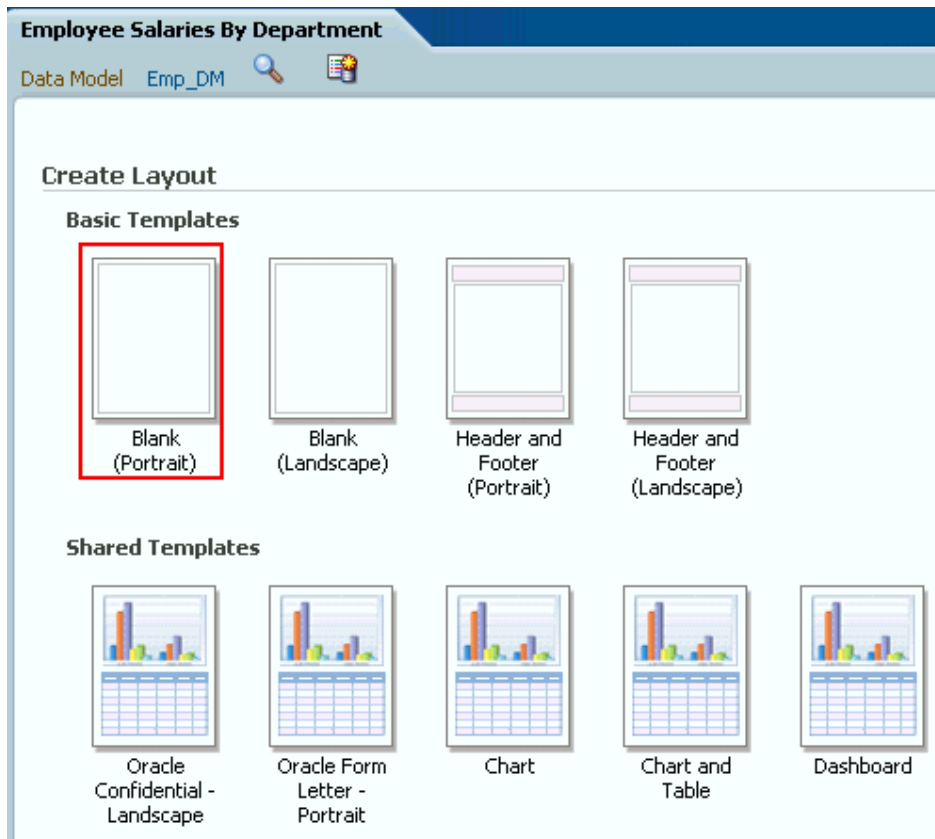 Employee Salaries By Department
Data Model Emp_DM
Create Layout
Basic Templates
Blank
(Portrait)
Blank
(Landscape)
Header and
Footer
(Portrait)
Header and
Footer
(Landscape)
Shared Templates
Oracle
Confidential -
Landscape
Oracle Form
Letter -
Portrait
Chart
Chart and
Table
Dashboard